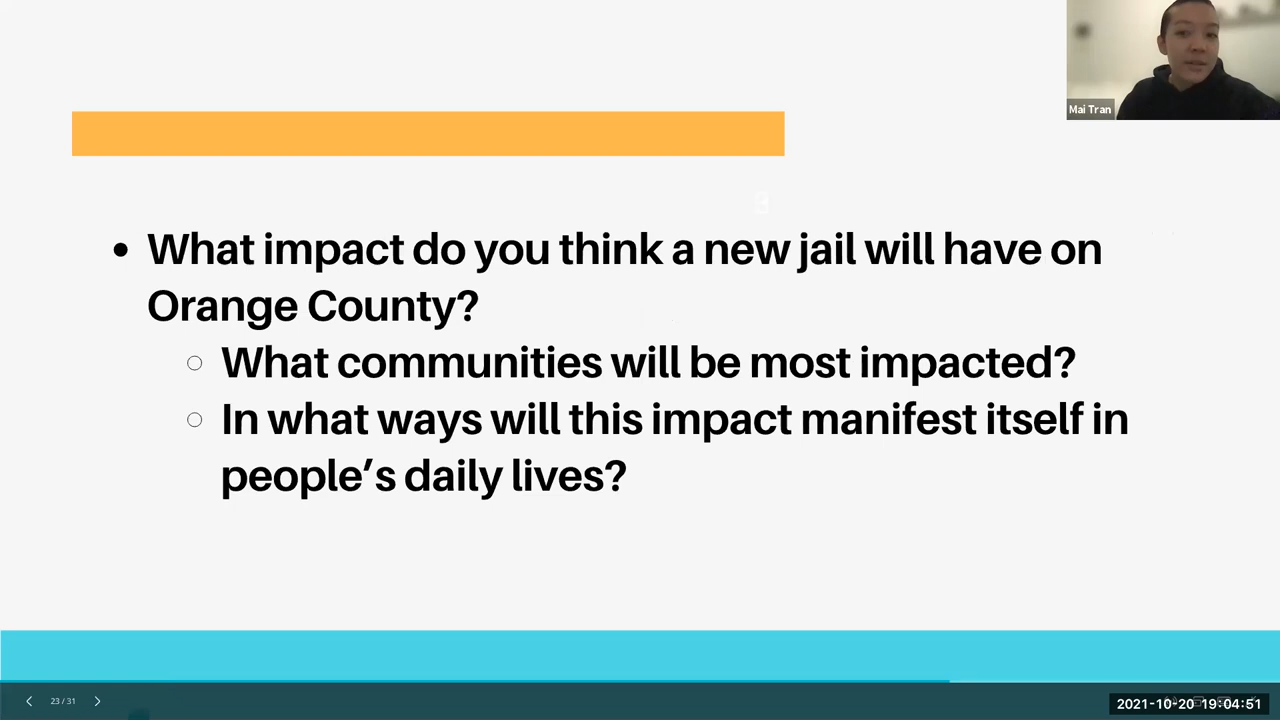 Mai Tran
What impact do you think a new jail will have on
Orange County?
What communities will be most impacted?
In what ways will this impact manifest itself in
people's daily lives?
23 / 31
2021-10-20 19:04:51